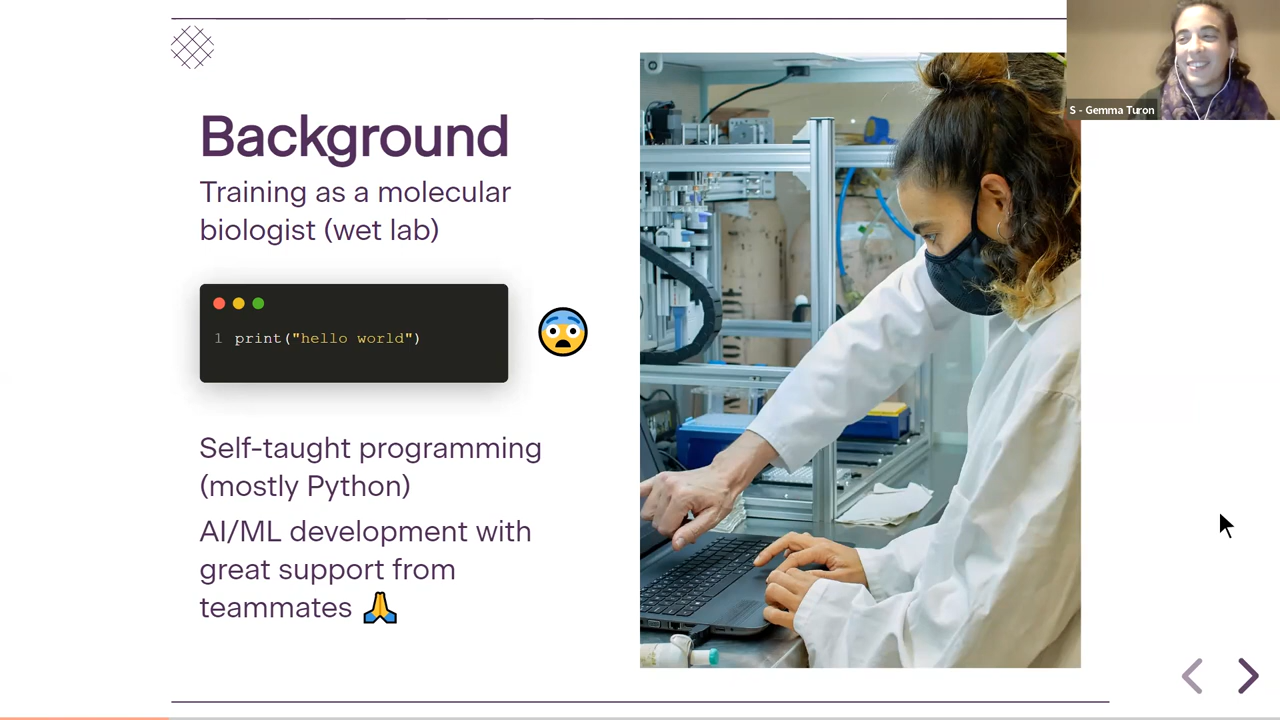 S - Gemma Turon
Background
Training as a molecular
biologist (wet lab)
1 print("hello world")
Self-taught programming
(mostly Python)
AI/ML development with
great support from
teammates 🙏